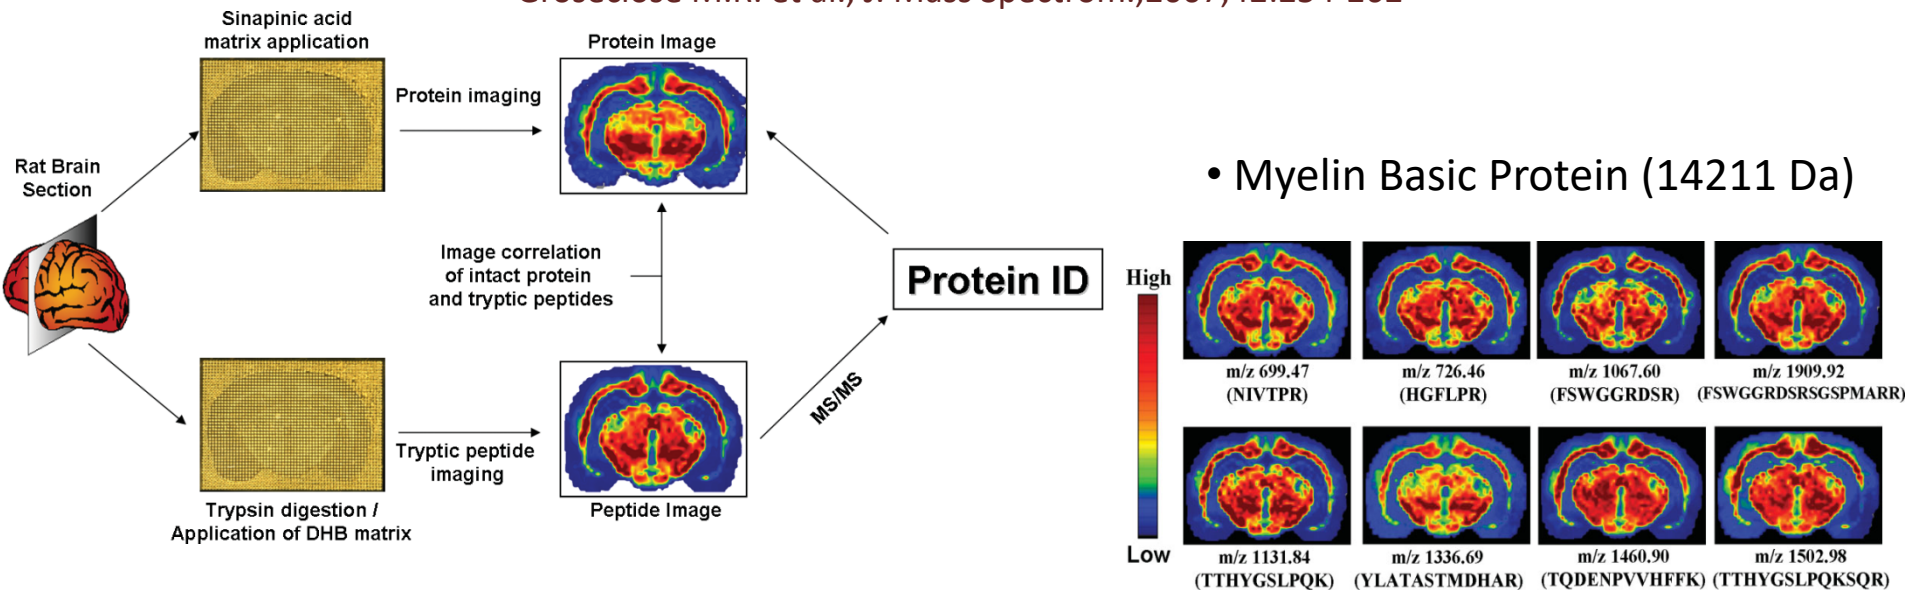 Sinapinic acid
matrix application
Protein imaging
Protein Image
Rat Brain
Section
Image correlation
of intact protein
and tryptic peptides
Protein ID
MS/MS
Tryptic peptide
imaging
Trypsin digestion /
Application of DHB matrix
Peptide Image
• Myelin Basic Protein (14211 Da)
High
Low
m/z 699.47
(NIVTPR)
m/z 726.46
(HGFLPR)
m/z 1067.60
(FSWGGRDSR)
m/z 1909.92
(FSWGGRDSRSGSPMARR)
m/z 1131.84
(TTHYGSLPQK)
m/z 1336.69
(YLATASTMDHAR)
m/z 1460.90
(TQDENPVVHFFK)
m/z 1502.98
(TTHYGSLPQKSQR)